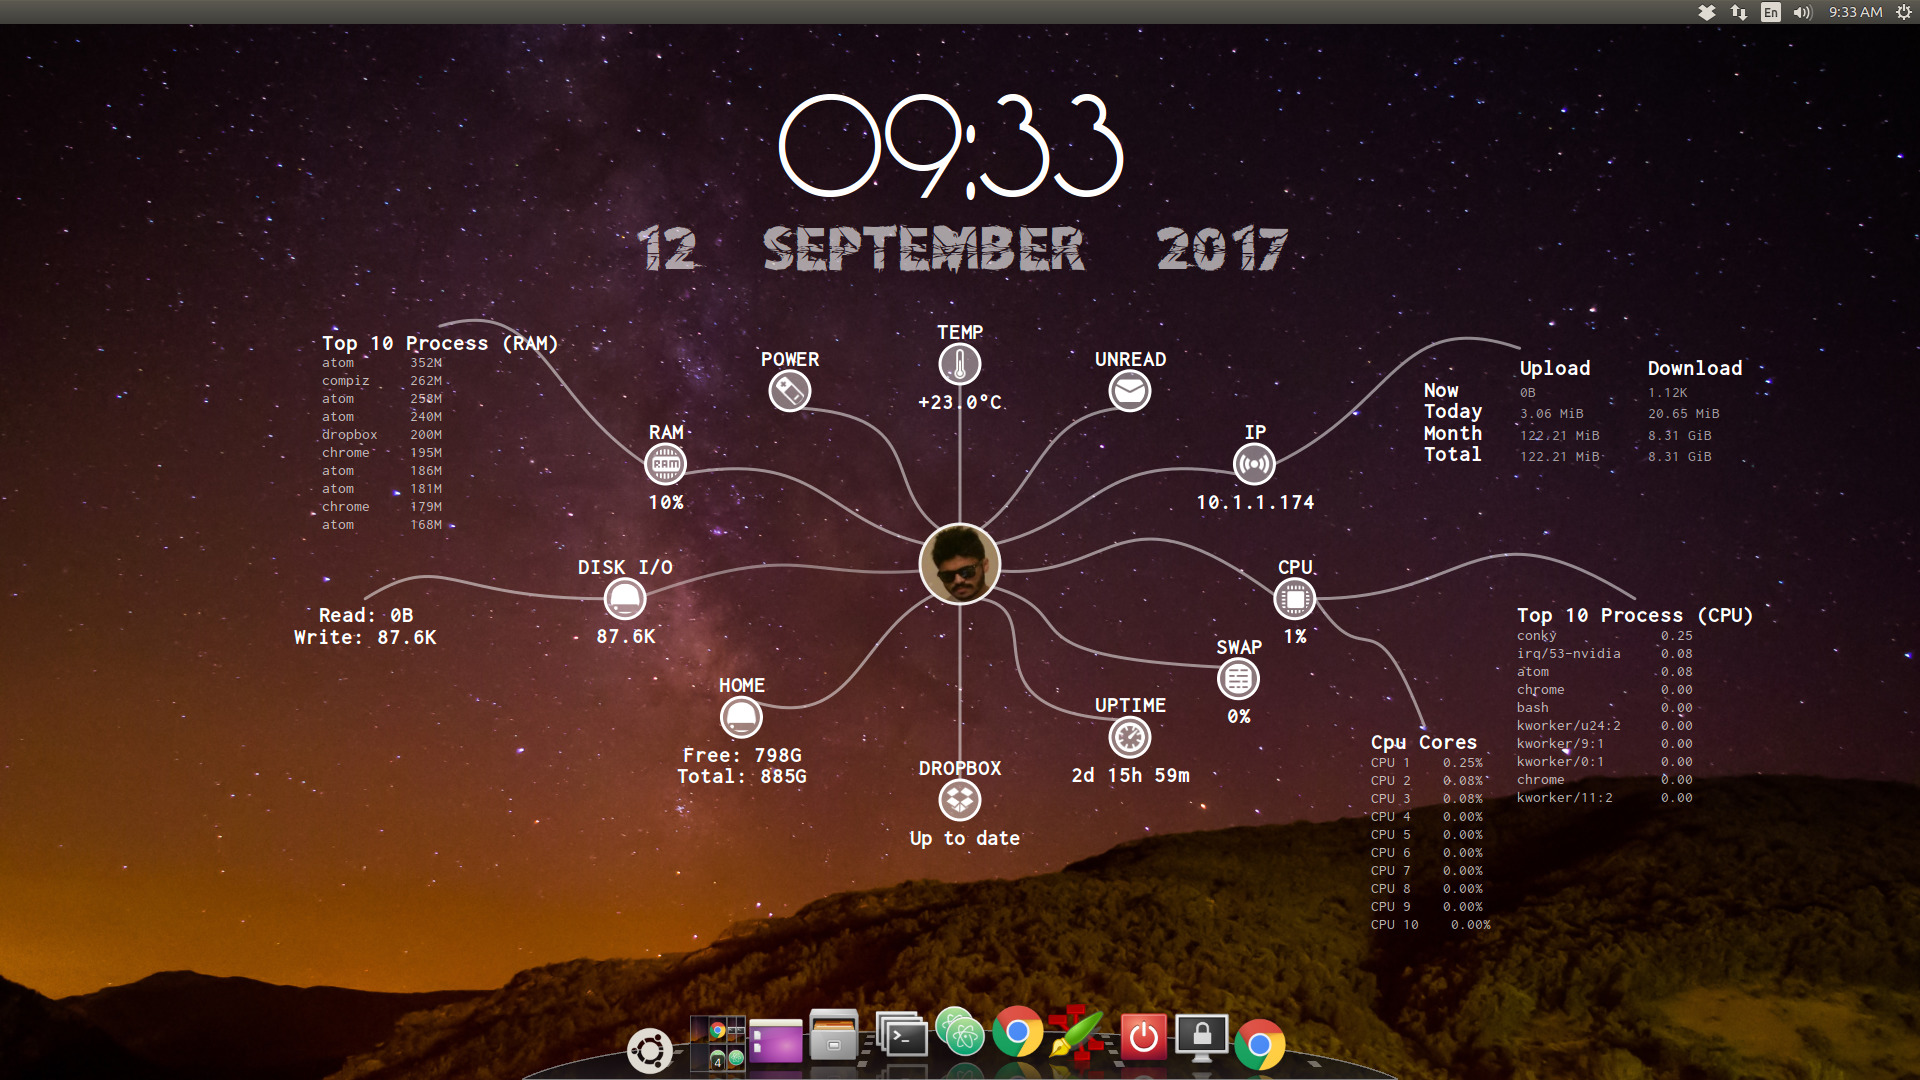 En 9:33 AM
09:33
12 SEPTEMBER 2017
Top 10 Process (RAM)
atom 352M
compiz 262M
atom 258M
atom 240M
dropbox 200M
chrome 195M
atom 186M
atom 181M
chrome 179M
atom 168M
POWER
TEMP
+23.0°C
UNREAD
RAM
RAM
10%
IP
10.1.1.174
Upload Download
Now 0B 1.12K
Today 3.06 MiB 20.65 MiB
Month 122.21 MiB 8.31 GiB
Total 122.21 MiB 8.31 GiB
DISK I/O
87.6K
Read: 0B
Write: 87.6K
CPU
1%
SWAP
0%
HOME
Free: 798G
Total: 885G
UPTIME
2d 15h 59m
DROPBOX
Up to date
Top 10 Process (CPU)
conky 0.25
irq/53-nvidia 0.08
atom 0.08
chrome 0.00
bash 0.00
kworker/u24:2 0.00
kworker/9:1 0.00
kworker/0:1 0.00
chrome 0.00
kworker/11:2 0.00
Cpu Cores
CPU 1 0.25%
CPU 2 0.08%
CPU 3 0.08%
CPU 4 0.00%
CPU 5 0.00%
CPU 6 0.00%
CPU 7 0.00%
CPU 8 0.00%
CPU 9 0.00%
CPU 10 0.00%
4
>_